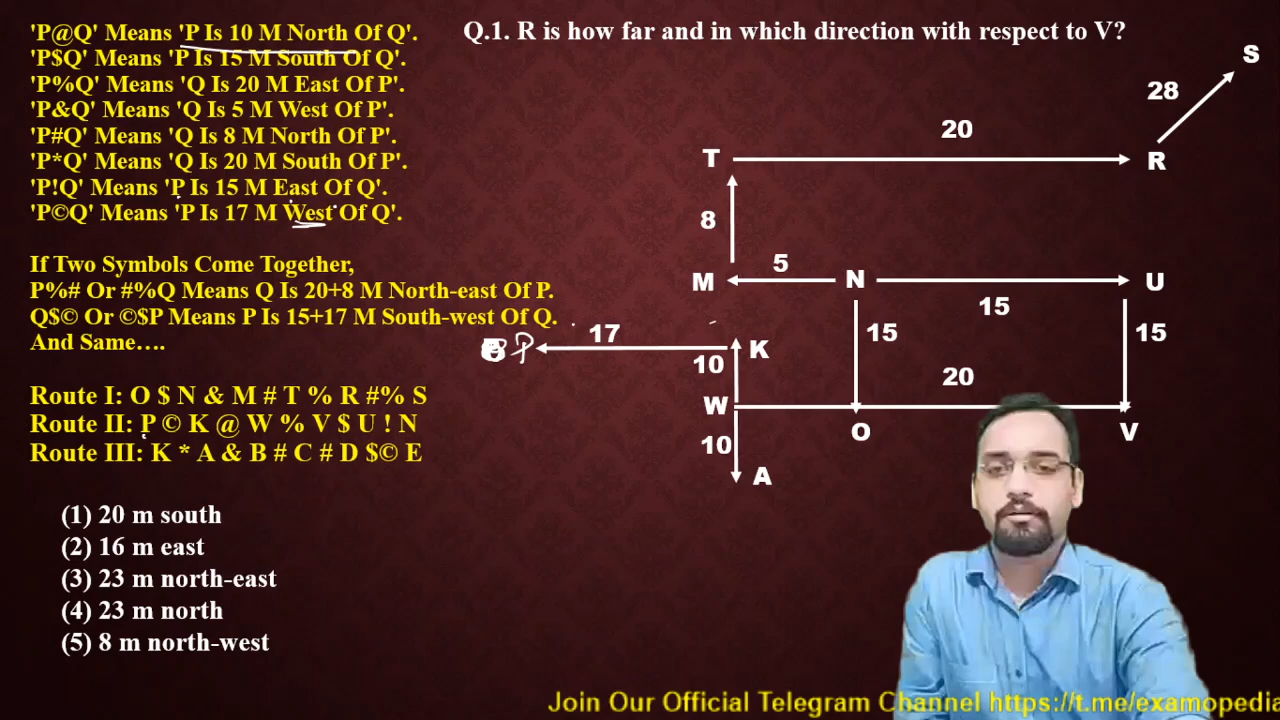 'P@Q' Means 'P Is 10 M North Of Q'.
'P$Q' Means 'P Is 15 M South Of Q'.
'P%Q' Means 'Q Is 20 M East Of P'.
'P&Q' Means 'Q Is 5 M West Of P'.
'P#Q' Means 'Q Is 8 M North Of P'.
'P*Q' Means 'Q Is 20 M South Of P'.
'P!Q' Means 'P Is 15 M East Of Q'.
'P©Q' Means 'P Is 17 M West Of Q'.
If Two Symbols Come Together,
P%# Or #%Q Means Q Is 20+8 M North-east Of P.
Q$© Or ©$P Means P Is 15+17 M South-west Of Q.
And Same….
Route I: O $ N & M # T % R #% S
Route II: P © K @ W % V $ U ! N
Route III: K * A & B # C # D $© E
(1) 20 m south
(2) 16 m east
(3) 23 m north-east
(4) 23 m north
(5) 8 m north-west
Q.1. R is how far and in which direction with respect to V?
S
28
20
T
R
8
5
M
N
U
15
17
15
15
P
K
10
20
W
O
V
10
A
Join Our Official Telegram Channel https://t.me/examopedia